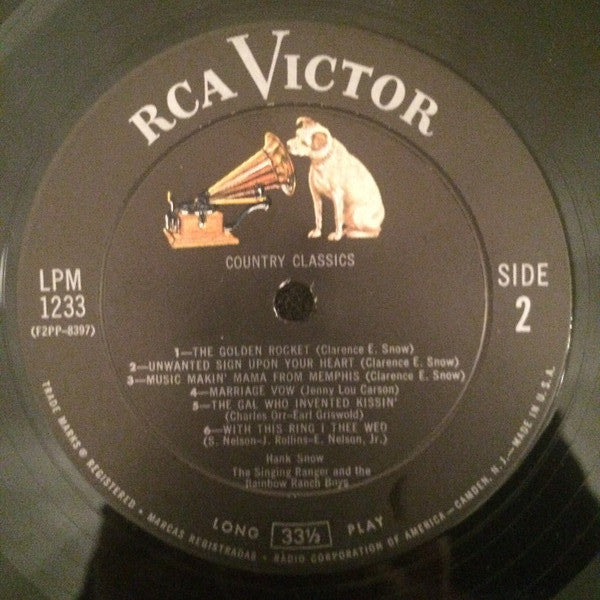 RCA VICTOR
COUNTRY CLASSICS
LPM
1233
(F2PP-8397)
SIDE
2
1—THE GOLDEN ROCKET (Clarence E. Snow)
2—UNWANTED SIGN UPON YOUR HEART (Clarence E. Snow)
3—MUSIC MAKIN' MAMA FROM MEMPHIS (Clarence E. Snow)
4—MARRIAGE VOW (Jenny Lou Carson)
5—THE GAL WHO INVENTED KISSIN'
(Charles Orr-Earl Griswold)
6—WITH THIS RING I THEE WED
(S. Nelson-J. Rollins-E. Nelson, Jr.)
Hank Snow
The Singing Ranger and the
Rainbow Ranch Boys
LONG 33⅓ PLAY
TRADE MARKS ® REGISTERED • MARCAS REGISTRADAS • RADIO CORPORATION OF AMERICA—CAMDEN, N.J.—MADE IN U.S.A.